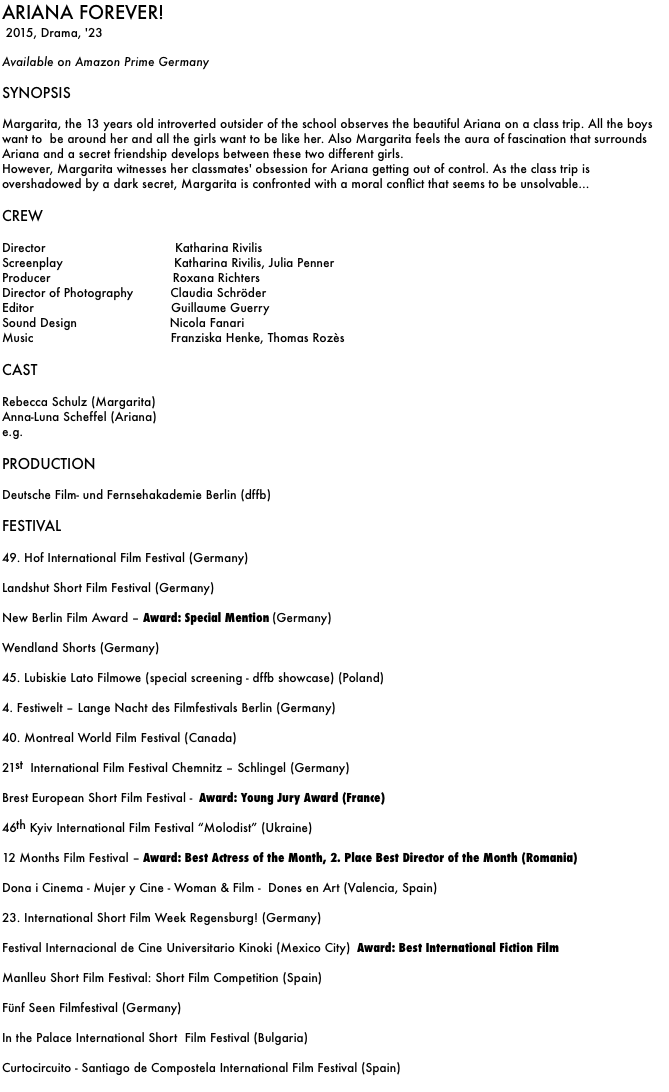 ARIANA FOREVER!
2015, Drama, '23
Available on Amazon Prime Germany
SYNOPSIS
Margarita, the 13 years old introverted outsider of the school observes the beautiful Ariana on a class trip. All the boys
want to be around her and all the girls want to be like her. Also Margarita feels the aura of fascination that surrounds
Ariana and a secret friendship develops between these two different girls.
However, Margarita witnesses her classmates' obsession for Ariana getting out of control. As the class trip is
overshadowed by a dark secret, Margarita is confronted with a moral conflict that seems to be unsolvable...
CREW
Director Katharina Rivilis
Screenplay Katharina Rivilis, Julia Penner
Producer Roxana Richters
Director of Photography Claudia Schröder
Editor Guillaume Guerry
Sound Design Nicola Fanari
Music Franziska Henke, Thomas Rozès
CAST
Rebecca Schulz (Margarita)
Anna-Luna Scheffel (Ariana)
e.g.
PRODUCTION
Deutsche Film- und Fernsehakademie Berlin (dffb)
FESTIVAL
49. Hof International Film Festival (Germany)
Landshut Short Film Festival (Germany)
New Berlin Film Award – Award: Special Mention (Germany)
Wendland Shorts (Germany)
45. Lubiskie Lato Filmowe (special screening - dffb showcase) (Poland)
4. Festiwelt – Lange Nacht des Filmfestivals Berlin (Germany)
40. Montreal World Film Festival (Canada)
21st International Film Festival Chemnitz – Schlingel (Germany)
Brest European Short Film Festival - Award: Young Jury Award (France)
46th Kyiv International Film Festival “Molodist” (Ukraine)
12 Months Film Festival – Award: Best Actress of the Month, 2. Place Best Director of the Month (Romania)
Dona i Cinema - Mujer y Cine - Woman & Film - Dones en Art (Valencia, Spain)
23. International Short Film Week Regensburg! (Germany)
Festival Internacional de Cine Universitario Kinoki (Mexico City) Award: Best International Fiction Film
Manlleu Short Film Festival: Short Film Competition (Spain)
Fünf Seen Filmfestival (Germany)
In the Palace International Short Film Festival (Bulgaria)
Curtocircuito - Santiago de Compostela International Film Festival (Spain)